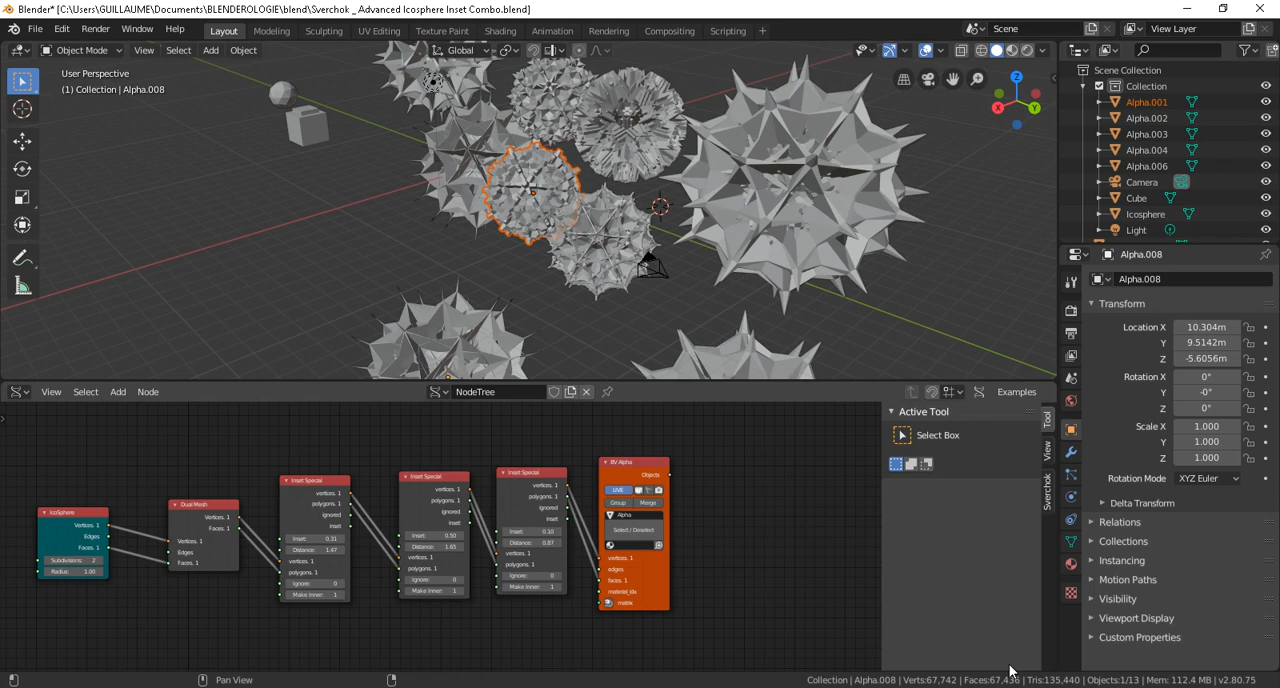 Blender* [C:\Users\GUILLAUME\Documents\BLENDEROLOGIE\blend\Sverchok _ Advanced Icosphere Inset Combo.blend]
File Edit Render Window Help Layout Modeling Sculpting UV Editing Texture Paint Shading Animation Rendering Compositing Scripting + Scene View Layer
Object Mode View Select Add Object Global
User Perspective
(1) Collection | Alpha.008
Z
X Y
Scene Collection
Collection
Alpha.001
Alpha.002
Alpha.003
Alpha.004
Alpha.006
Camera
Cube
Icosphere
Light
Alpha.008
Alpha.008
Transform
Location X 10.304m
Y 9.5142m
Z -5.6056m
Rotation X 0°
Y -0°
Z 0°
Scale X 1.000
Y 1.000
Z 1.000
Rotation Mode XYZ Euler
Delta Transform
Relations
Collections
Instancing
Motion Paths
Visibility
Viewport Display
Custom Properties
View Select Add Node NodeTree Examples
Active Tool
Select Box
Tool
View
Sverchok
IcoSphere
Vertices. 1
Edges
Faces. 1
Subdivisions: 2
Radius: 1.00
Dual Mesh
Vertices. 1
Faces. 1
Vertices. 1
Edges
Faces. 1
Inset Special
vertices. 1
polygons. 1
ignored
inset
Inset: 0.31
Distance: 1.47
vertices. 1
polygons. 1
Ignore: 0
Make Inner: 1
Inset Special
vertices. 1
polygons. 1
ignored
inset
Inset: 0.50
Distance: 1.65
vertices. 1
polygons. 1
Ignore: 0
Make Inner: 1
Inset Special
vertices. 1
polygons. 1
ignored
inset
Inset: 0.10
Distance: 0.87
vertices. 1
polygons. 1
Ignore: 0
Make Inner: 1
BV Alpha
Objects
LIVE
Group Merge
Alpha
Select / Deselect
vertices. 1
edges
faces. 1
material_idx
matrix
Pan View
Collection | Alpha.008 | Verts:67,742 | Faces:67,436 | Tris:135,440 | Objects:1/13 | Mem: 112.4 MB | v2.80.75